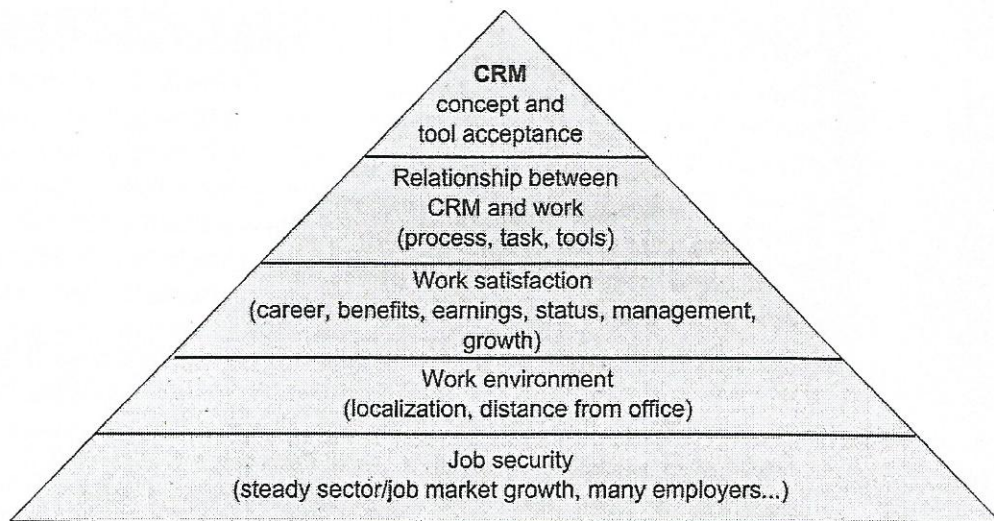 CRM
concept and
tool acceptance
Relationship between
CRM and work
(process, task, tools)
Work satisfaction
(career, benefits, earnings, status, management,
growth)
Work environment
(localization, distance from office)
Job security
(steady sector/job market growth, many employers...)